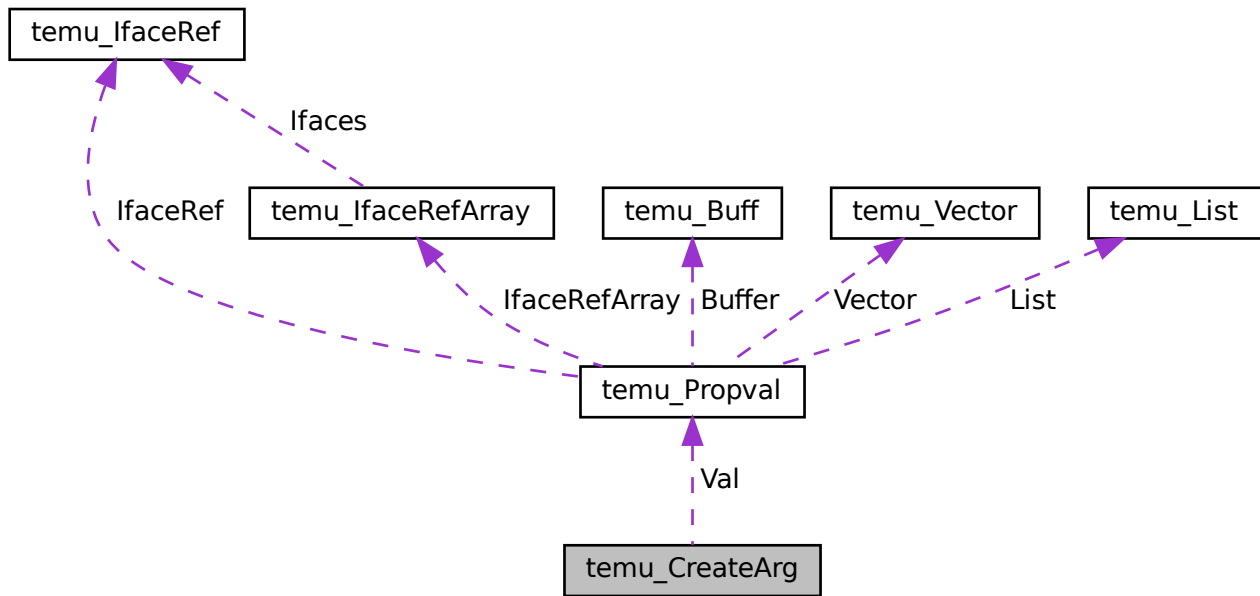 temu_IfaceRef
Ifaces
temu_IfaceRefArray
temu_Buff
temu_Vector
temu_List
IfaceRef
IfaceRefArray
Buffer
Vector
List
temu_Propval
Val
temu_CreateArg